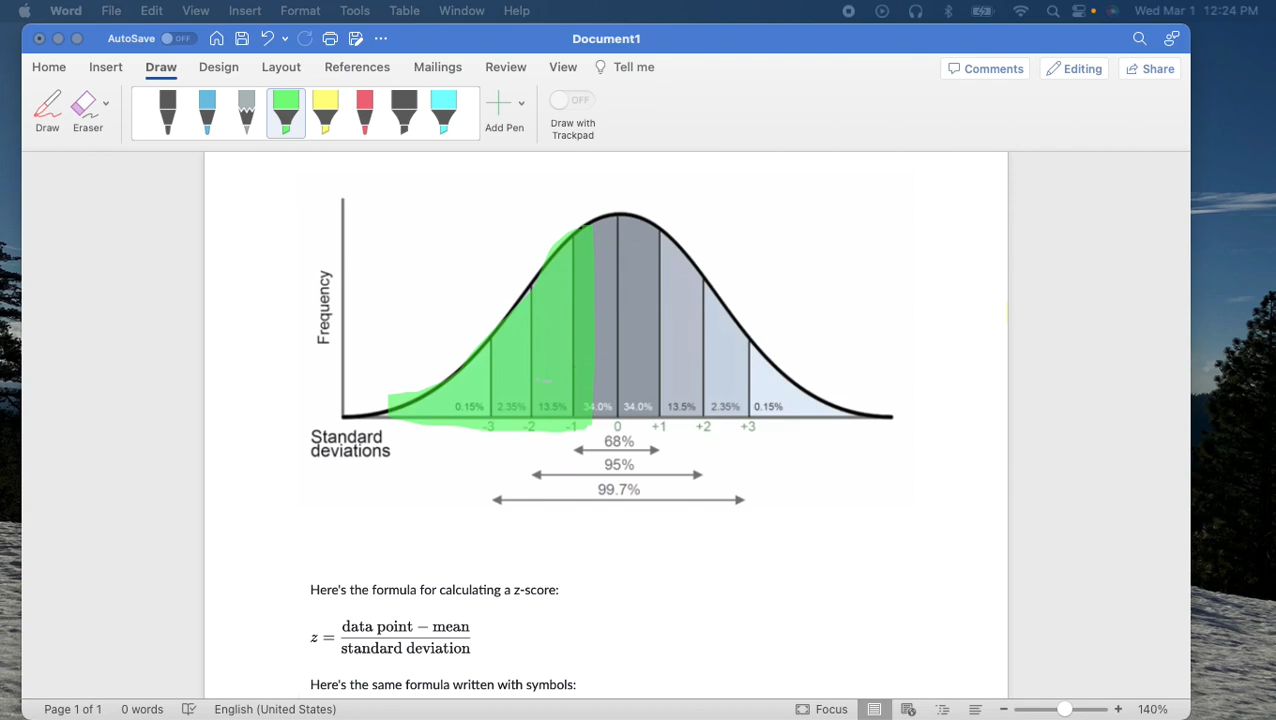 Word File Edit View Insert Format Tools Table Window Help Wed Mar 1 12:24 PM
AutoSave OFF Document1
Home Insert Draw Design Layout References Mailings Review View Tell me Comments Editing Share
Draw Eraser Add Pen OFF Draw with
Trackpad
Frequency
0.15% 2.35% 13.5% 34.0% 34.0% 13.5% 2.35% 0.15%
-3 -2 -1 0 +1 +2 +3
Standard
deviations
68%
95%
99.7%
Here's the formula for calculating a z-score:
z = data point − mean
standard deviation
Here's the same formula written with symbols:
Page 1 of 1 0 words English (United States) Focus 140%